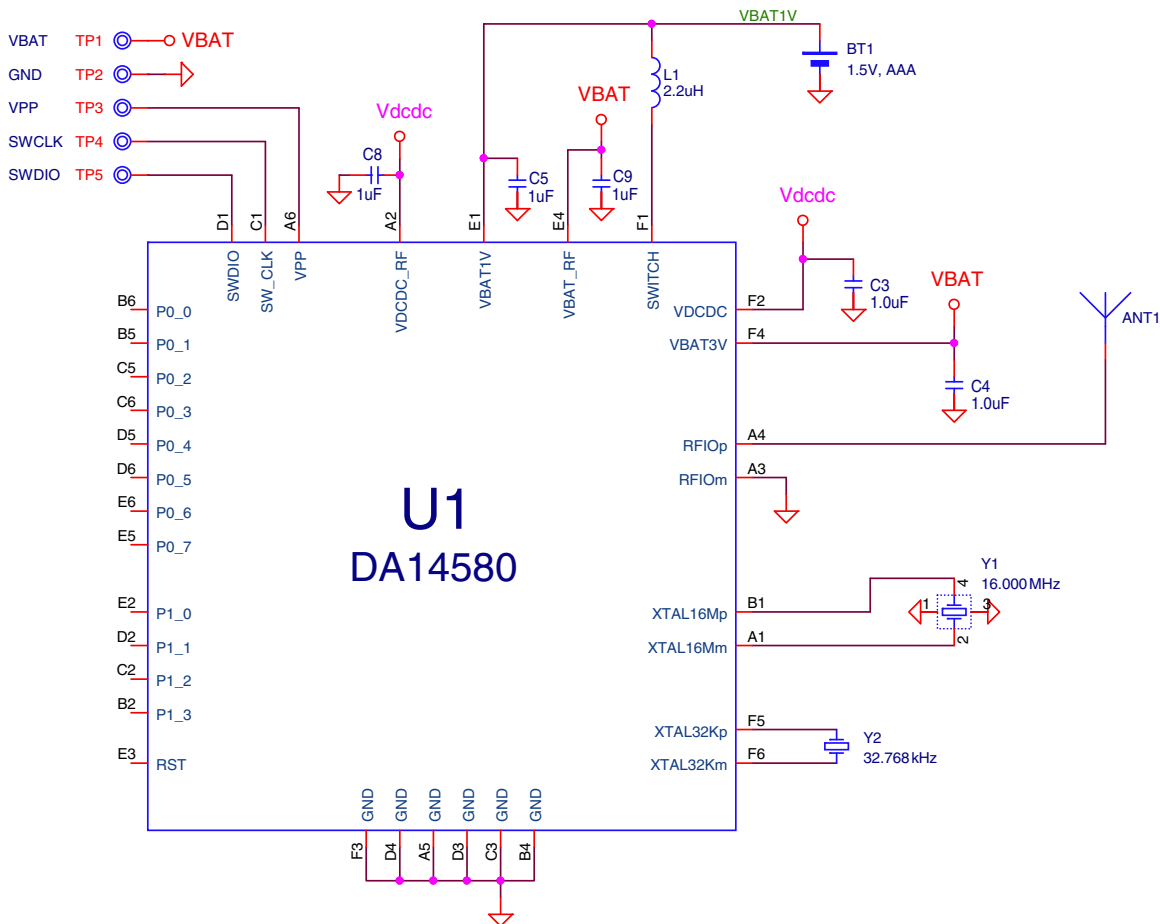 VBAT TP1 VBAT
GND TP2
VPP TP3
SWCLK TP4
SWDIO TP5
VBAT1V
BT1
1.5V, AAA
L1
2.2uH
VBAT
Vdcdc
C8
1uF
C5
1uF
C9
1uF
D1 C1 A6 A2 E1 E4 F1
SWDIO SW_CLK VPP VDCDC_RF VBAT1V VBAT_RF SWITCH
Vdcdc
C3
1.0uF
VBAT
C4
1.0uF
ANT1
B6 P0_0
B5 P0_1
C5 P0_2
C6 P0_3
D5 P0_4
D6 P0_5
E6 P0_6
E5 P0_7
E2 P1_0
D2 P1_1
C2 P1_2
B2 P1_3
E3 RST
U1
DA14580
VDCDC F2
VBAT3V F4
RFIOp A4
RFIOm A3
XTAL16Mp B1
XTAL16Mm A1
XTAL32Kp F5
XTAL32Km F6
Y1
16.000MHz
4
1 3
2
Y2
32.768kHz
GND GND GND GND GND GND
F3 D4 A5 D3 C3 B4